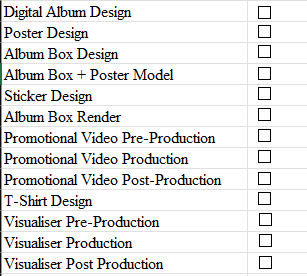 Digital Album Design
Poster Design
Album Box Design
Album Box + Poster Model
Sticker Design
Album Box Render
Promotional Video Pre-Production
Promotional Video Production
Promotional Video Post-Production
T-Shirt Design
Visualiser Pre-Production
Visualiser Production
Visualiser Post Production